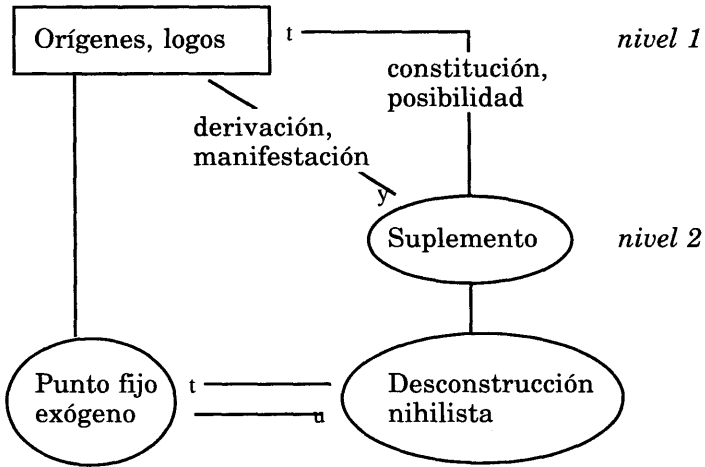 Orígenes, logos
t
nivel 1
constitución,
posibilidad
derivación,
manifestación
y
Suplemento
nivel 2
Punto fijo
exógeno
t
u
Desconstrucción
nihilista